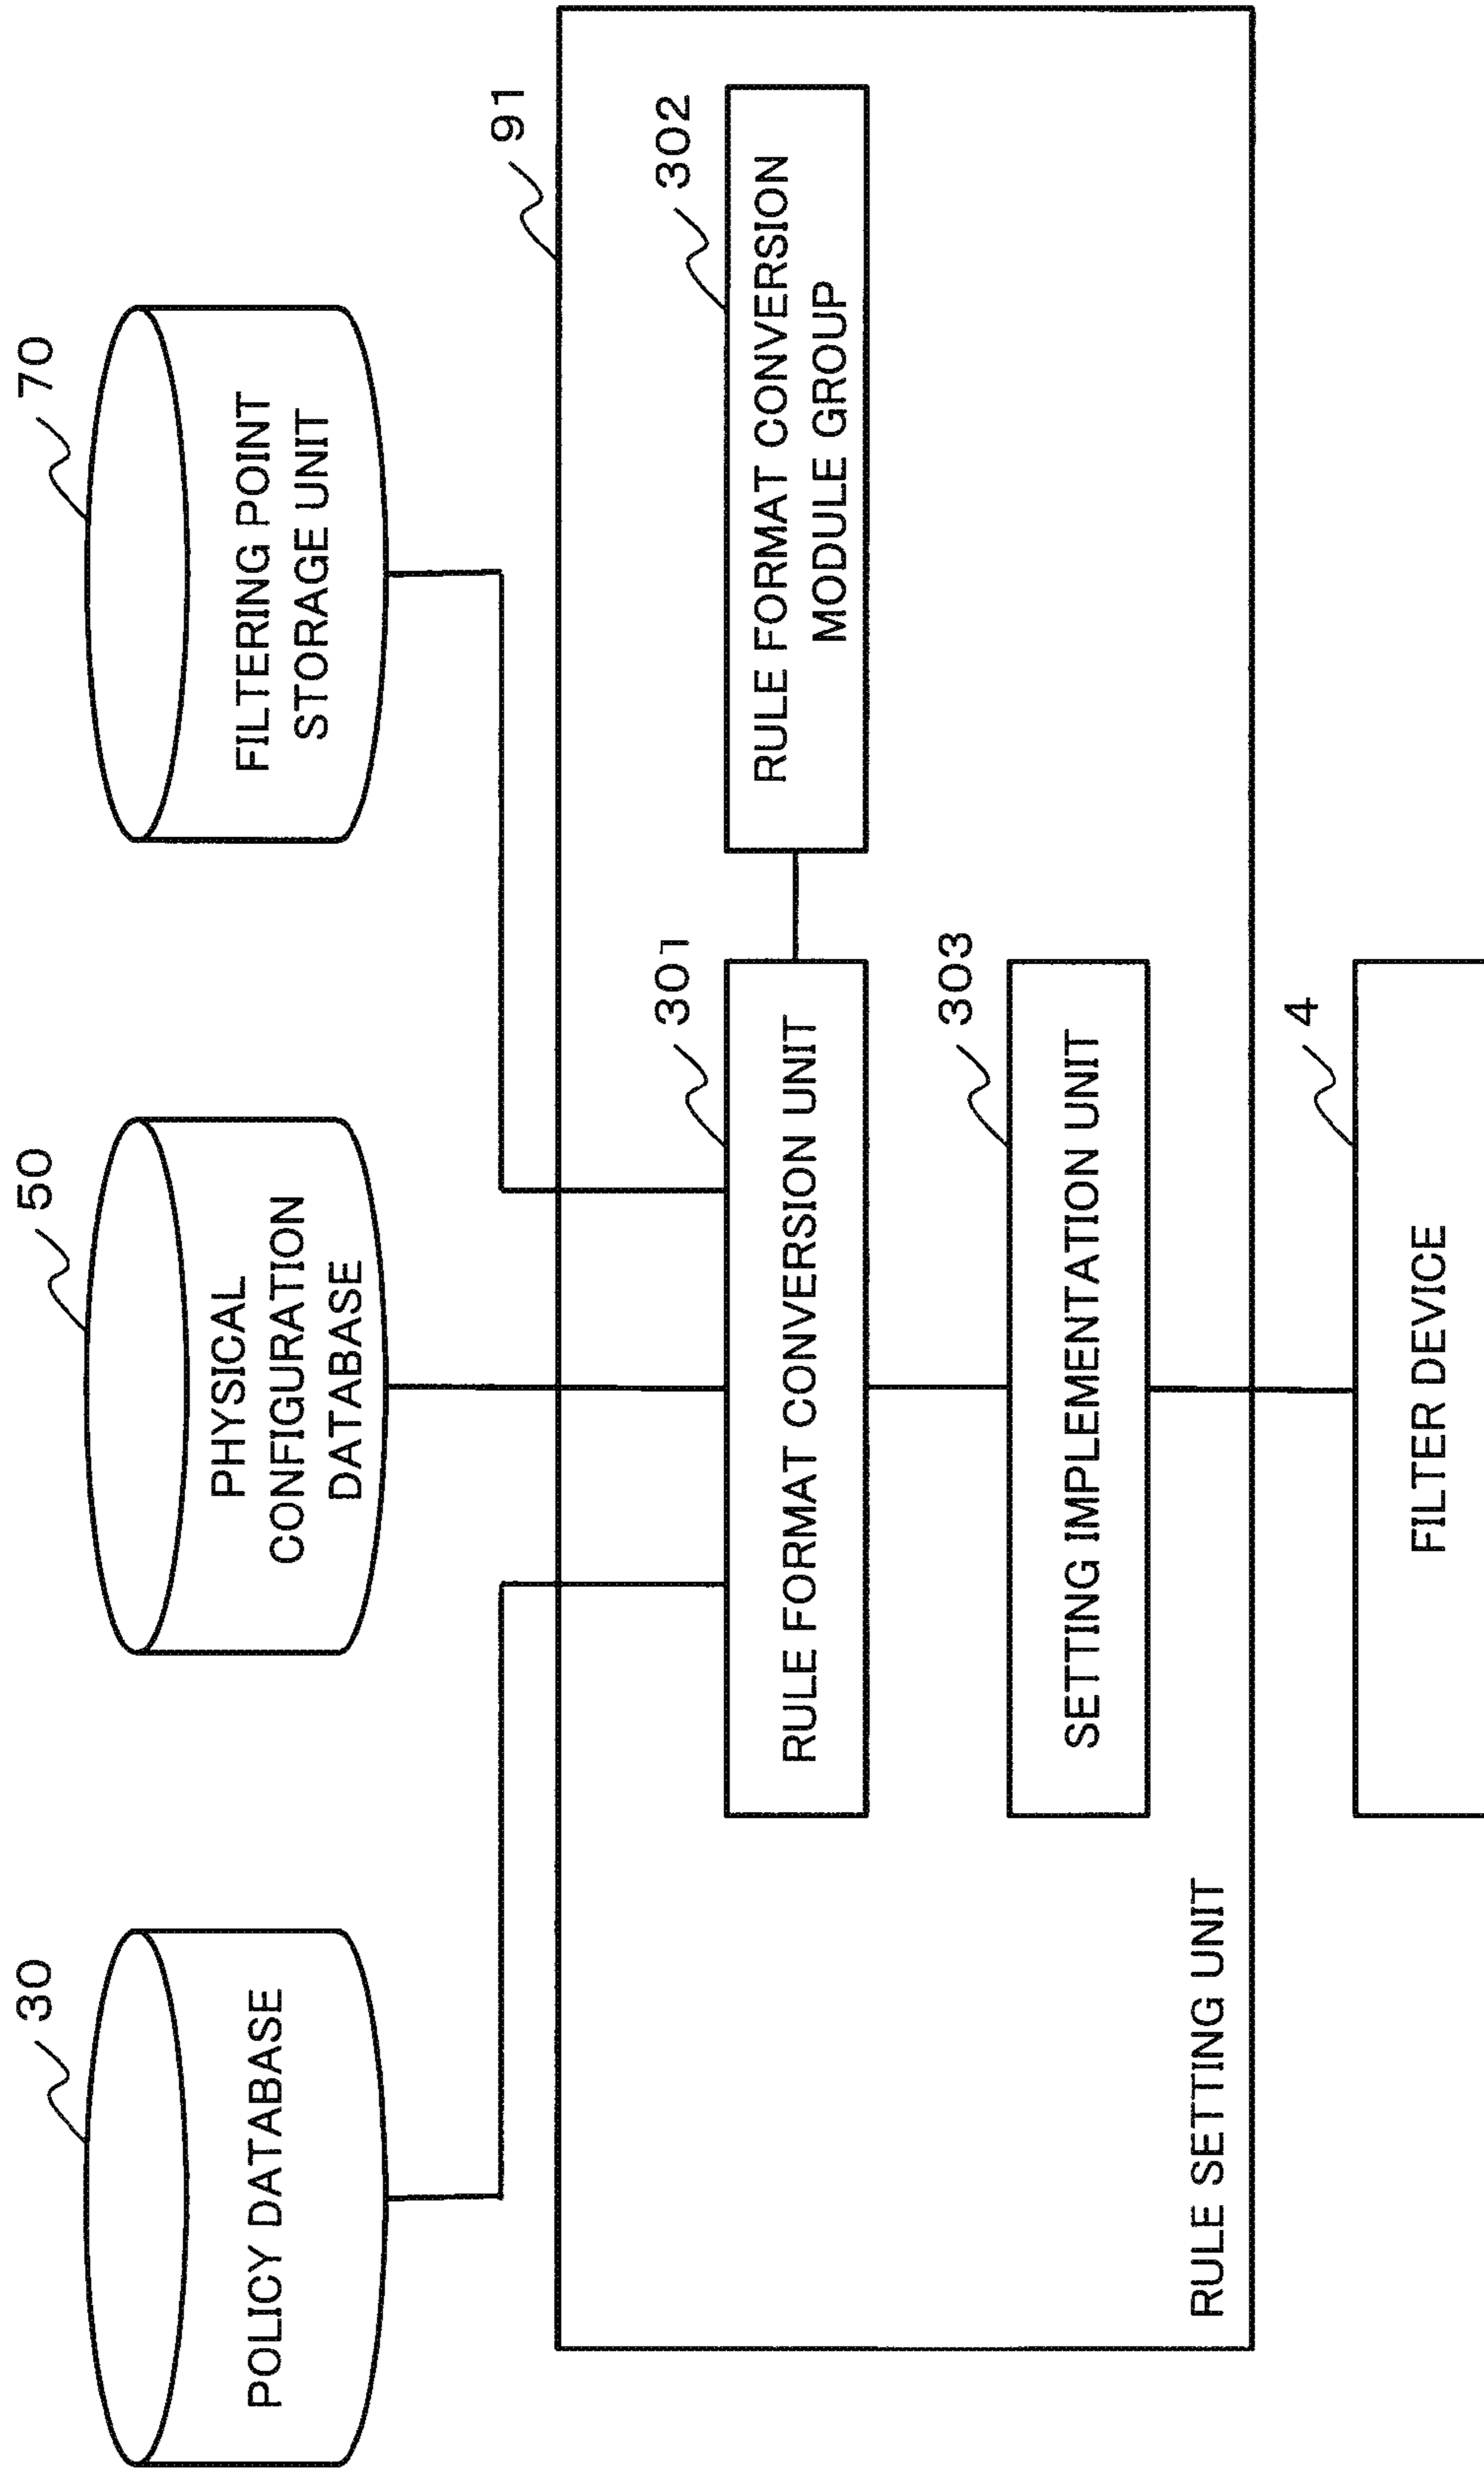 30
POLICY DATABASE
50
PHYSICAL
CONFIGURATION
DATABASE
70
FILTERING POINT
STORAGE UNIT
91
301
RULE FORMAT CONVERSION UNIT
302
RULE FORMAT CONVERSION
MODULE GROUP
303
SETTING IMPLEMENTATION UNIT
RULE SETTING UNIT
4
FILTER DEVICE